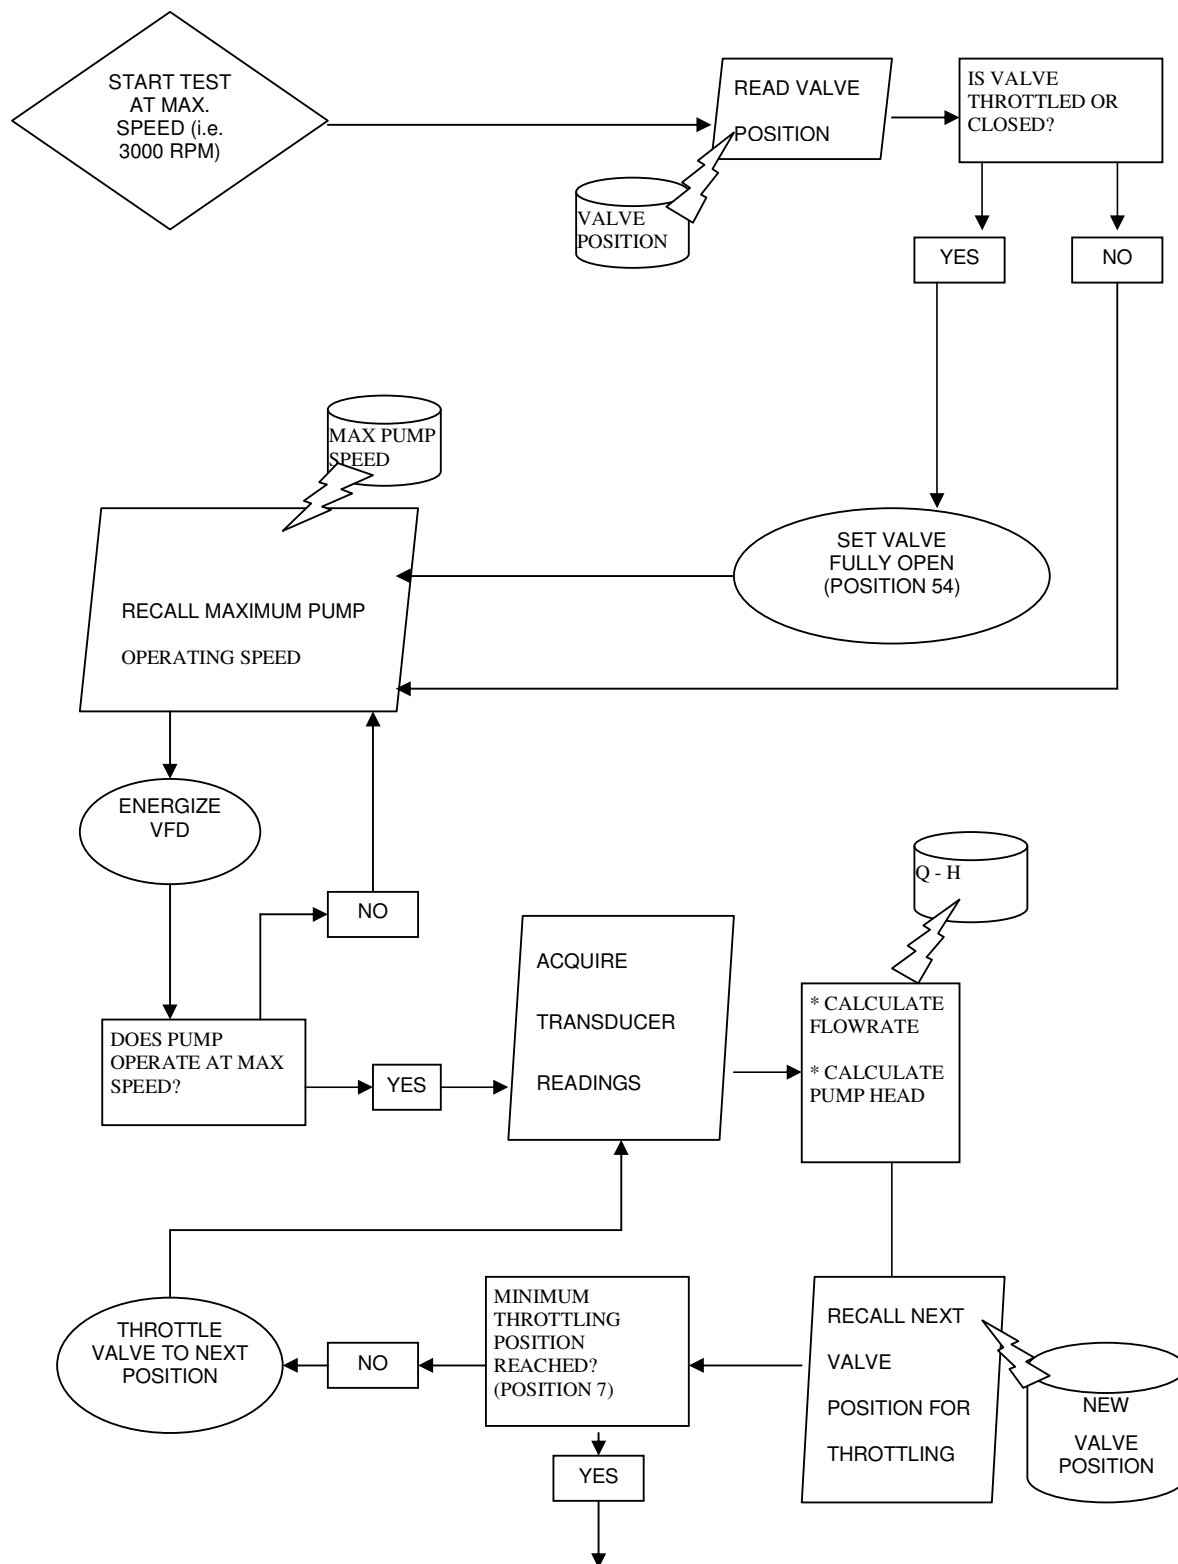 START TEST
AT MAX.
SPEED (i.e.
3000 RPM)
READ VALVE
POSITION
IS VALVE
THROTTLED OR
CLOSED?
VALVE
POSITION
YES
NO
MAX PUMP
SPEED
SET VALVE
FULLY OPEN
(POSITION 54)
RECALL MAXIMUM PUMP
OPERATING SPEED
ENERGIZE
VFD
NO
Q - H
ACQUIRE
TRANSDUCER
READINGS
* CALCULATE
FLOWRATE
* CALCULATE
PUMP HEAD
DOES PUMP
OPERATE AT MAX
SPEED?
YES
THROTTLE
VALVE TO NEXT
POSITION
NO
MINIMUM
THROTTLING
POSITION
REACHED?
(POSITION 7)
RECALL NEXT
VALVE
POSITION FOR
THROTTLING
NEW
VALVE
POSITION
YES